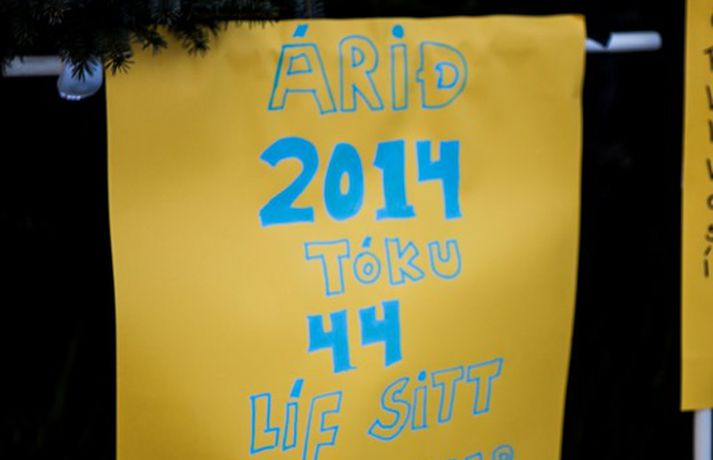 ÁRIÐ
2014
TÓKU
44
LÍF SITT